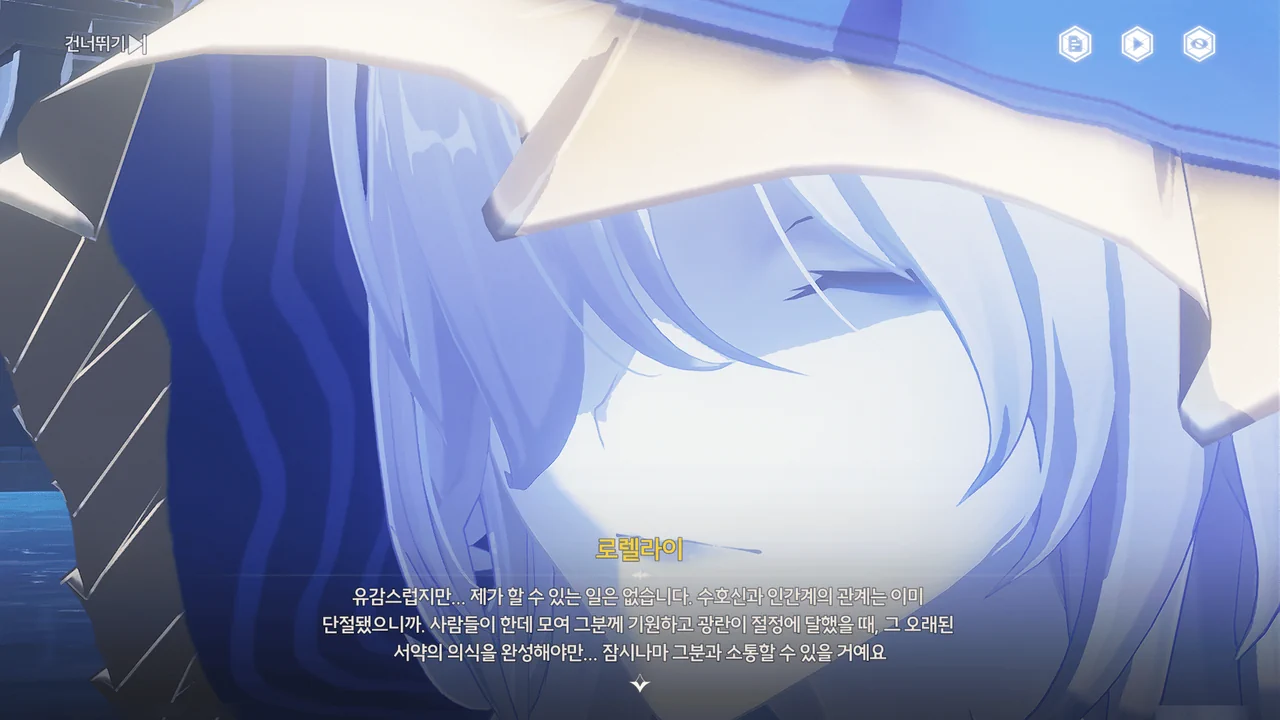 건너뛰기
로렐라이
유감스럽지만... 제가 할 수 있는 일은 없습니다. 수호신과 인간계의 관계는 이미
단절됐으니까. 사람들이 한데 모여 그분께 기원하고 광란이 절정에 달했을 때, 그 오래된
서약의 의식을 완성해야만... 잠시나마 그분과 소통할 수 있을 거예요